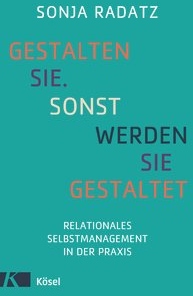 SONJA RADATZ
GESTALTEN
SIE.
SONST
WERDEN
SIE
GESTALTET
RELATIONALES
SELBSTMANAGEMENT
IN DER PRAXIS
K Kösel